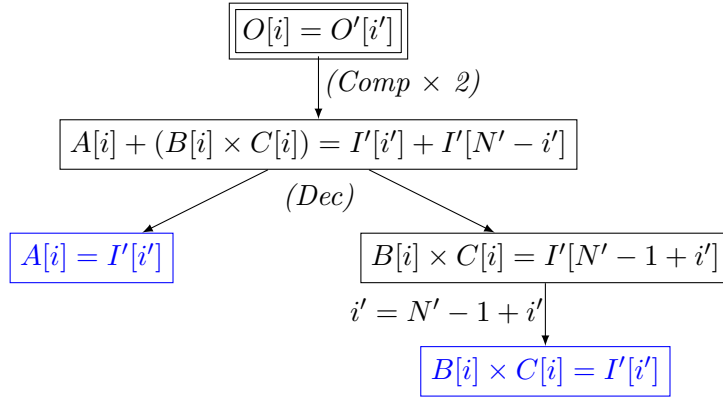 O[i] = O′[i′]
(Comp × 2)
A[i] + (B[i] × C[i]) = I′[i′] + I′[N′ − i′]
(Dec)
A[i] = I′[i′]
B[i] × C[i] = I′[N′ − 1 + i′]
i′ = N′ − 1 + i′
B[i] × C[i] = I′[i′]